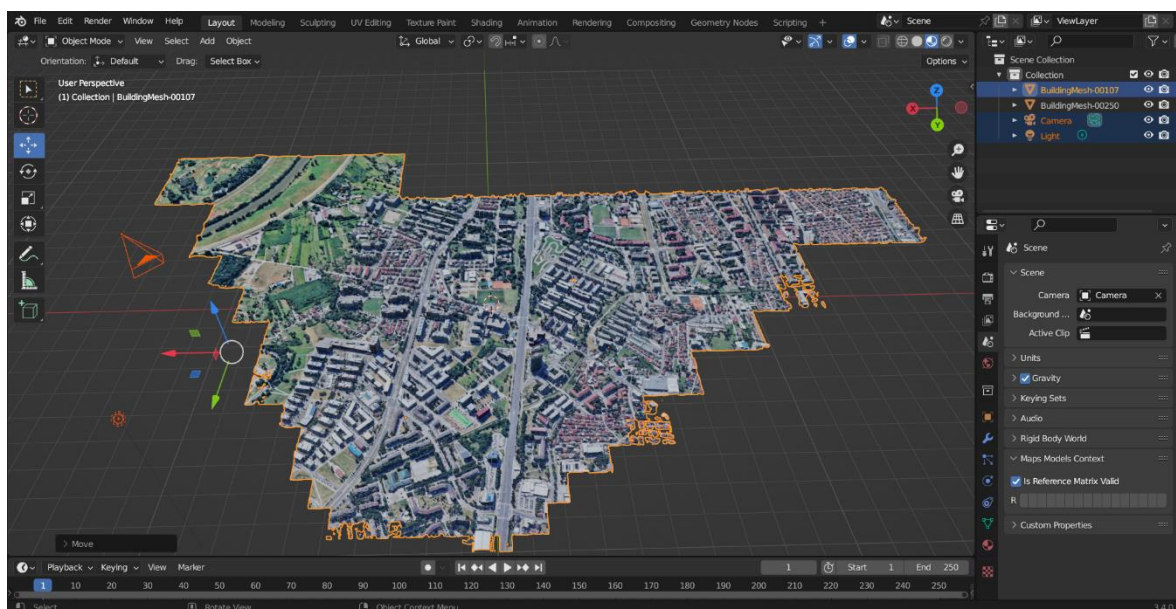 File Edit Render Window Help Layout Modeling Sculpting UV Editing Texture Paint Shading Animation Rendering Compositing Geometry Nodes Scripting + Scene ViewLayer
Object Mode View Select Add Object Global
Orientation: Default Drag: Select Box Options
User Perspective
(1) Collection | BuildingMesh-00107
Z
X
Y
Scene Collection
Collection
BuildingMesh-00107
BuildingMesh-00250
Camera
Light
Scene
Scene
Camera Camera
Background ...
Active Clip
Units
Gravity
Keying Sets
Audio
Rigid Body World
Maps Models Context
Is Reference Matrix Valid
R
Custom Properties
Move
Playback Keying View Marker 1 Start 1 End 250
1 10 20 30 40 50 60 70 80 90 100 110 120 130 140 150 160 170 180 190 200 210 220 230 240 250
Select Rotate View Object Context Menu